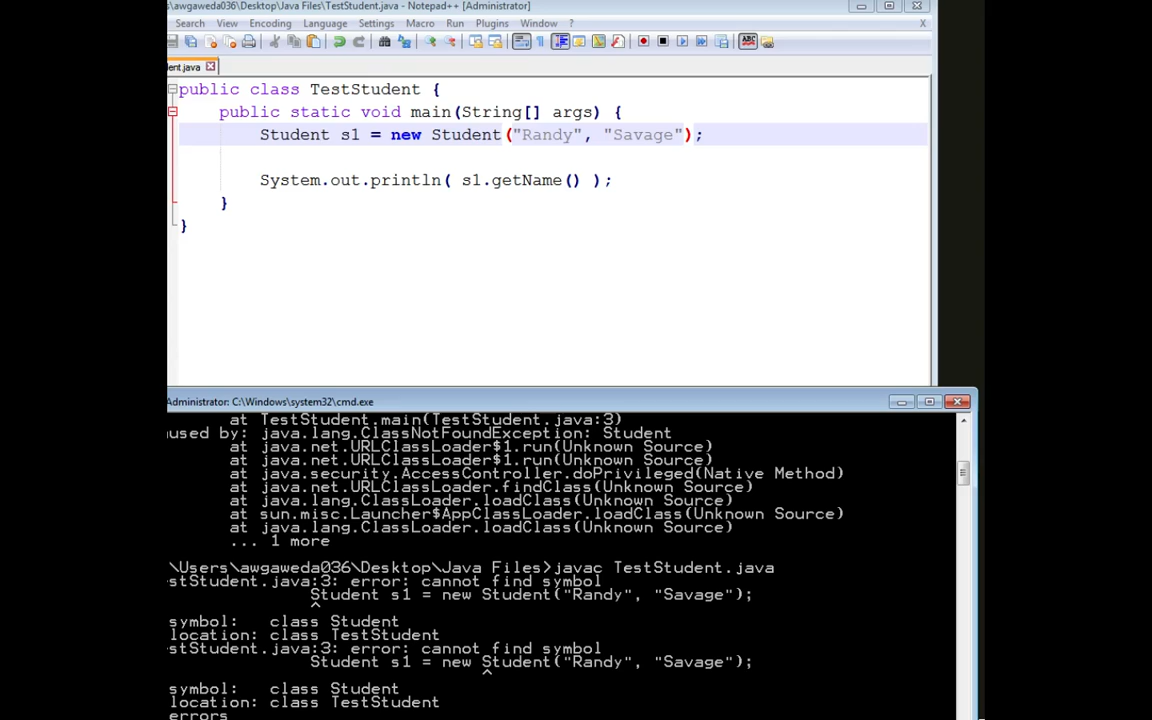 s\awgaweda036\Desktop\Java Files\TestStudent.java - Notepad++ [Administrator]
Search View Encoding Language Settings Macro Run Plugins Window ? X
ent.java
public class TestStudent {
public static void main(String[] args) {
Student s1 = new Student("Randy", "Savage");
System.out.println( s1.getName() );
}
}
Administrator: C:\Windows\system32\cmd.exe
at TestStudent.main(TestStudent.java:3)
aused by: java.lang.ClassNotFoundException: Student
at java.net.URLClassLoader$1.run(Unknown Source)
at java.net.URLClassLoader$1.run(Unknown Source)
at java.security.AccessController.doPrivileged(Native Method)
at java.net.URLClassLoader.findClass(Unknown Source)
at java.lang.ClassLoader.loadClass(Unknown Source)
at sun.misc.Launcher$AppClassLoader.loadClass(Unknown Source)
at java.lang.ClassLoader.loadClass(Unknown Source)
... 1 more
\Users\awgaweda036\Desktop\Java Files>javac TestStudent.java
estStudent.java:3: error: cannot find symbol
Student s1 = new Student("Randy", "Savage");
^
symbol: class Student
location: class TestStudent
estStudent.java:3: error: cannot find symbol
Student s1 = new Student("Randy", "Savage");
^
symbol: class Student
location: class TestStudent
errors